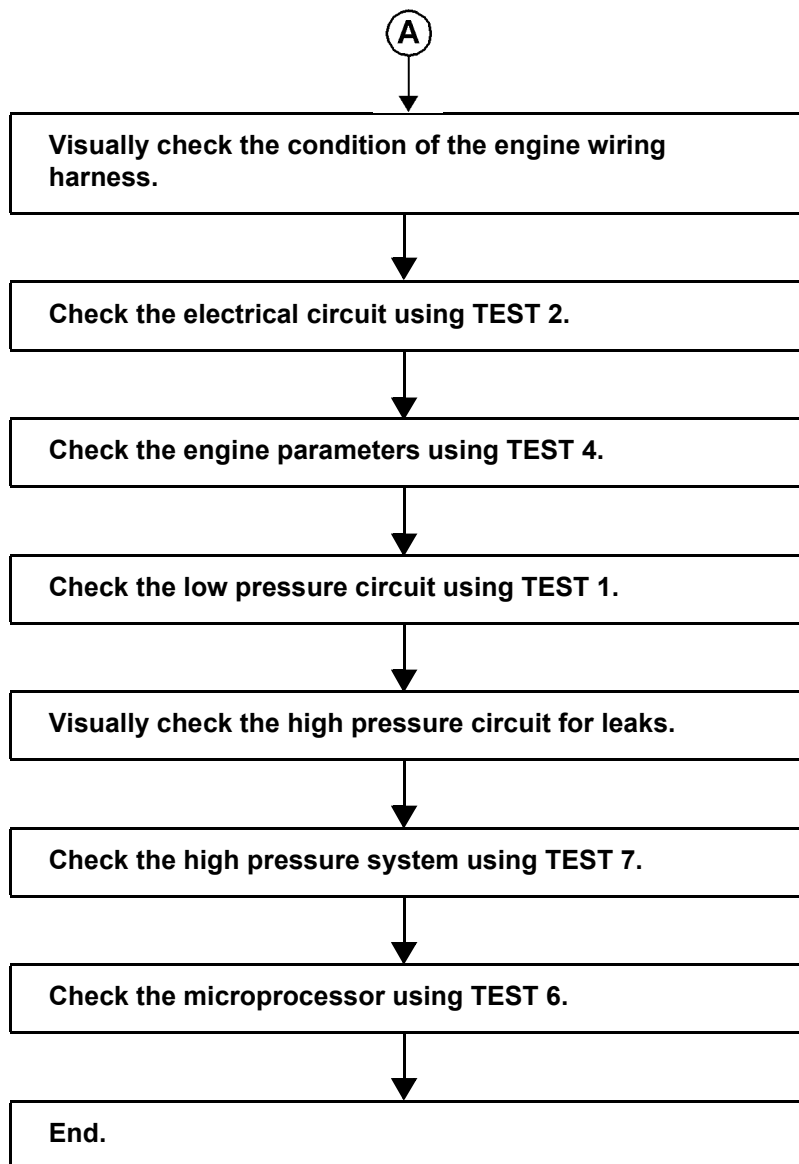 A
Visually check the condition of the engine wiring
harness.
Check the electrical circuit using TEST 2.
Check the engine parameters using TEST 4.
Check the low pressure circuit using TEST 1.
Visually check the high pressure circuit for leaks.
Check the high pressure system using TEST 7.
Check the microprocessor using TEST 6.
End.